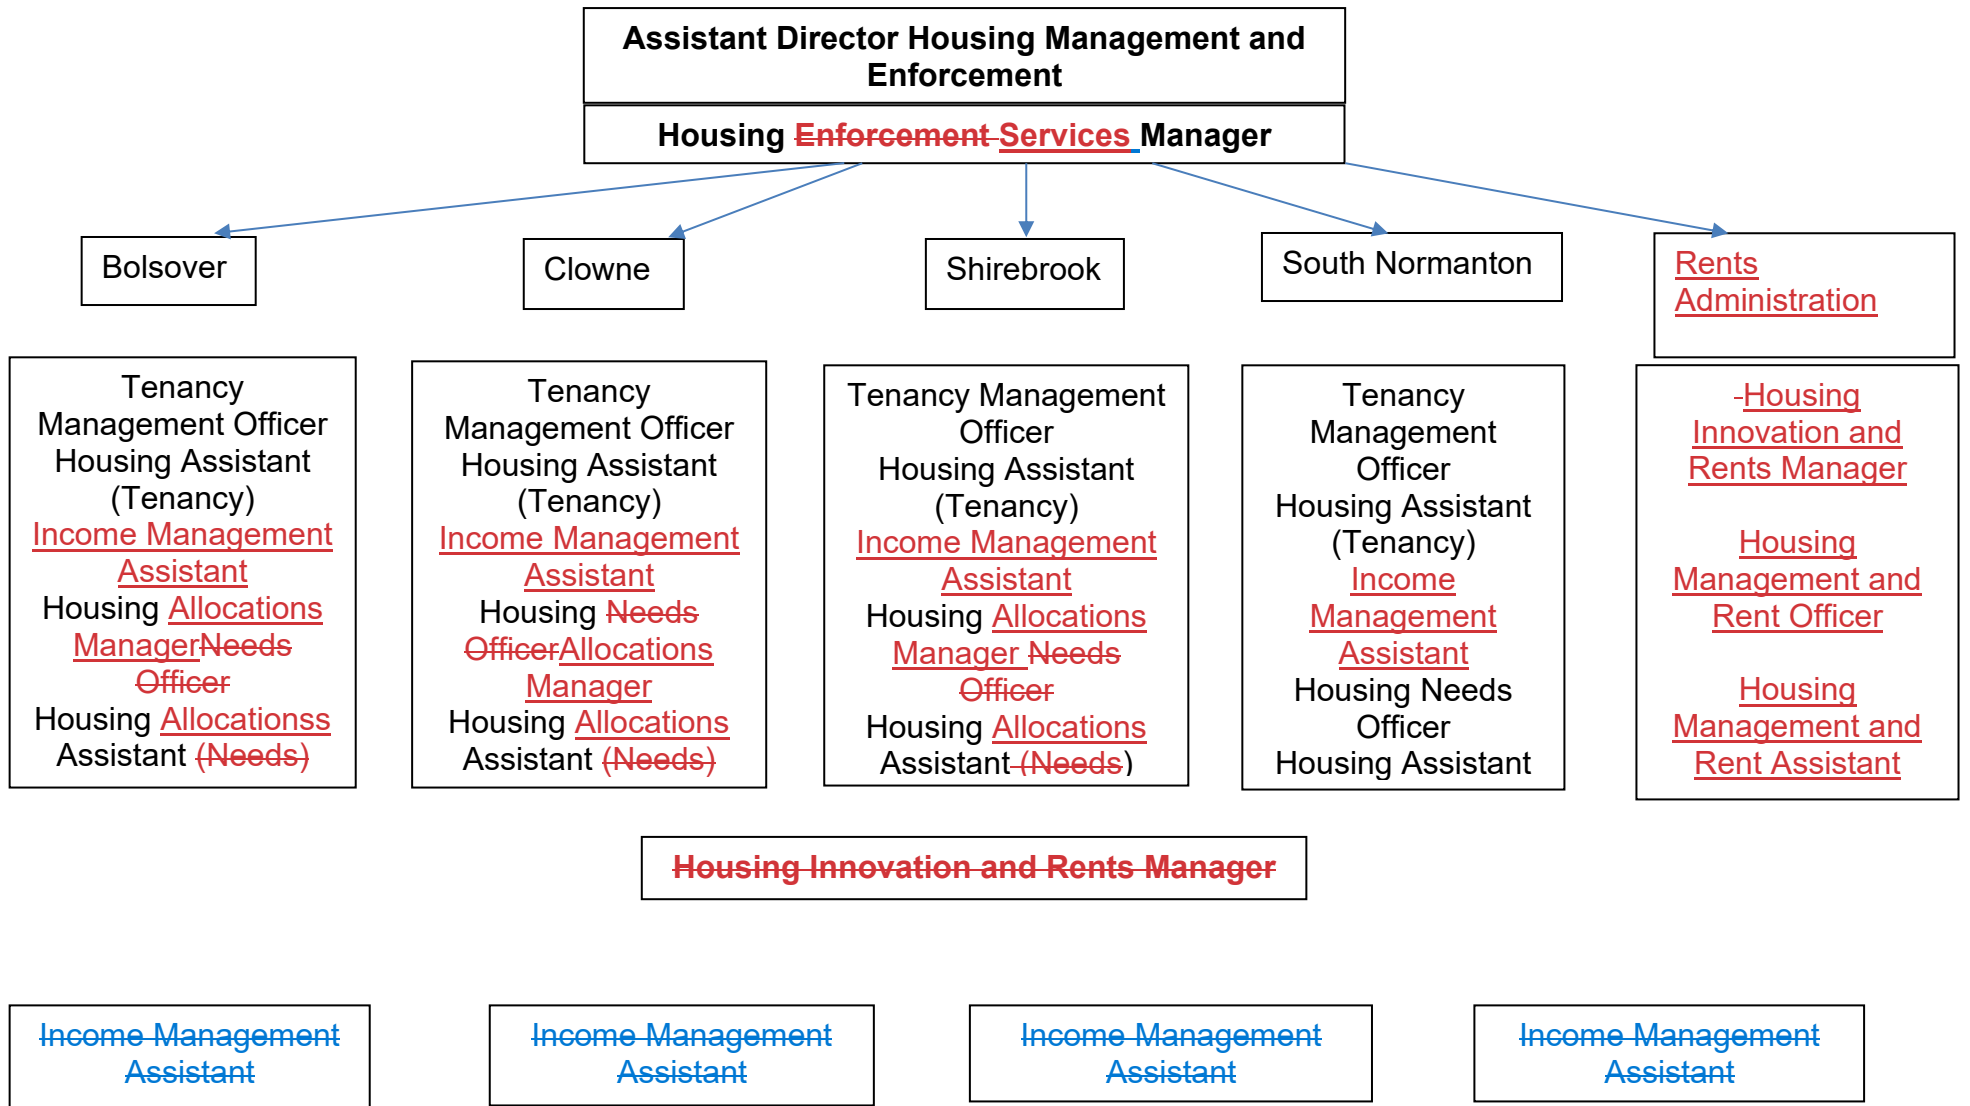 Assistant Director Housing Management and
Enforcement
Housing Enforcement Services Manager
Bolsover
Clowne
Shirebrook
South Normanton
Rents
Administration
Tenancy
Management Officer
Housing Assistant
(Tenancy)
Income Management
Assistant
Housing Allocations
ManagerNeeds
Officer
Housing Allocationss
Assistant (Needs)
Tenancy
Management Officer
Housing Assistant
(Tenancy)
Income Management
Assistant
Housing Needs
OfficerAllocations
Manager
Housing Allocations
Assistant (Needs)
Tenancy Management
Officer
Housing Assistant
(Tenancy)
Income Management
Assistant
Housing Allocations
Manager Needs
Officer
Housing Allocations
Assistant (Needs)
Tenancy
Management
Officer
Housing Assistant
(Tenancy)
Income
Management
Assistant
Housing Needs
Officer
Housing Assistant
-Housing
Innovation and
Rents Manager
Housing
Management and
Rent Officer
Housing
Management and
Rent Assistant
Housing Innovation and Rents Manager
Income Management
Assistant
Income Management
Assistant
Income Management
Assistant
Income Management
Assistant